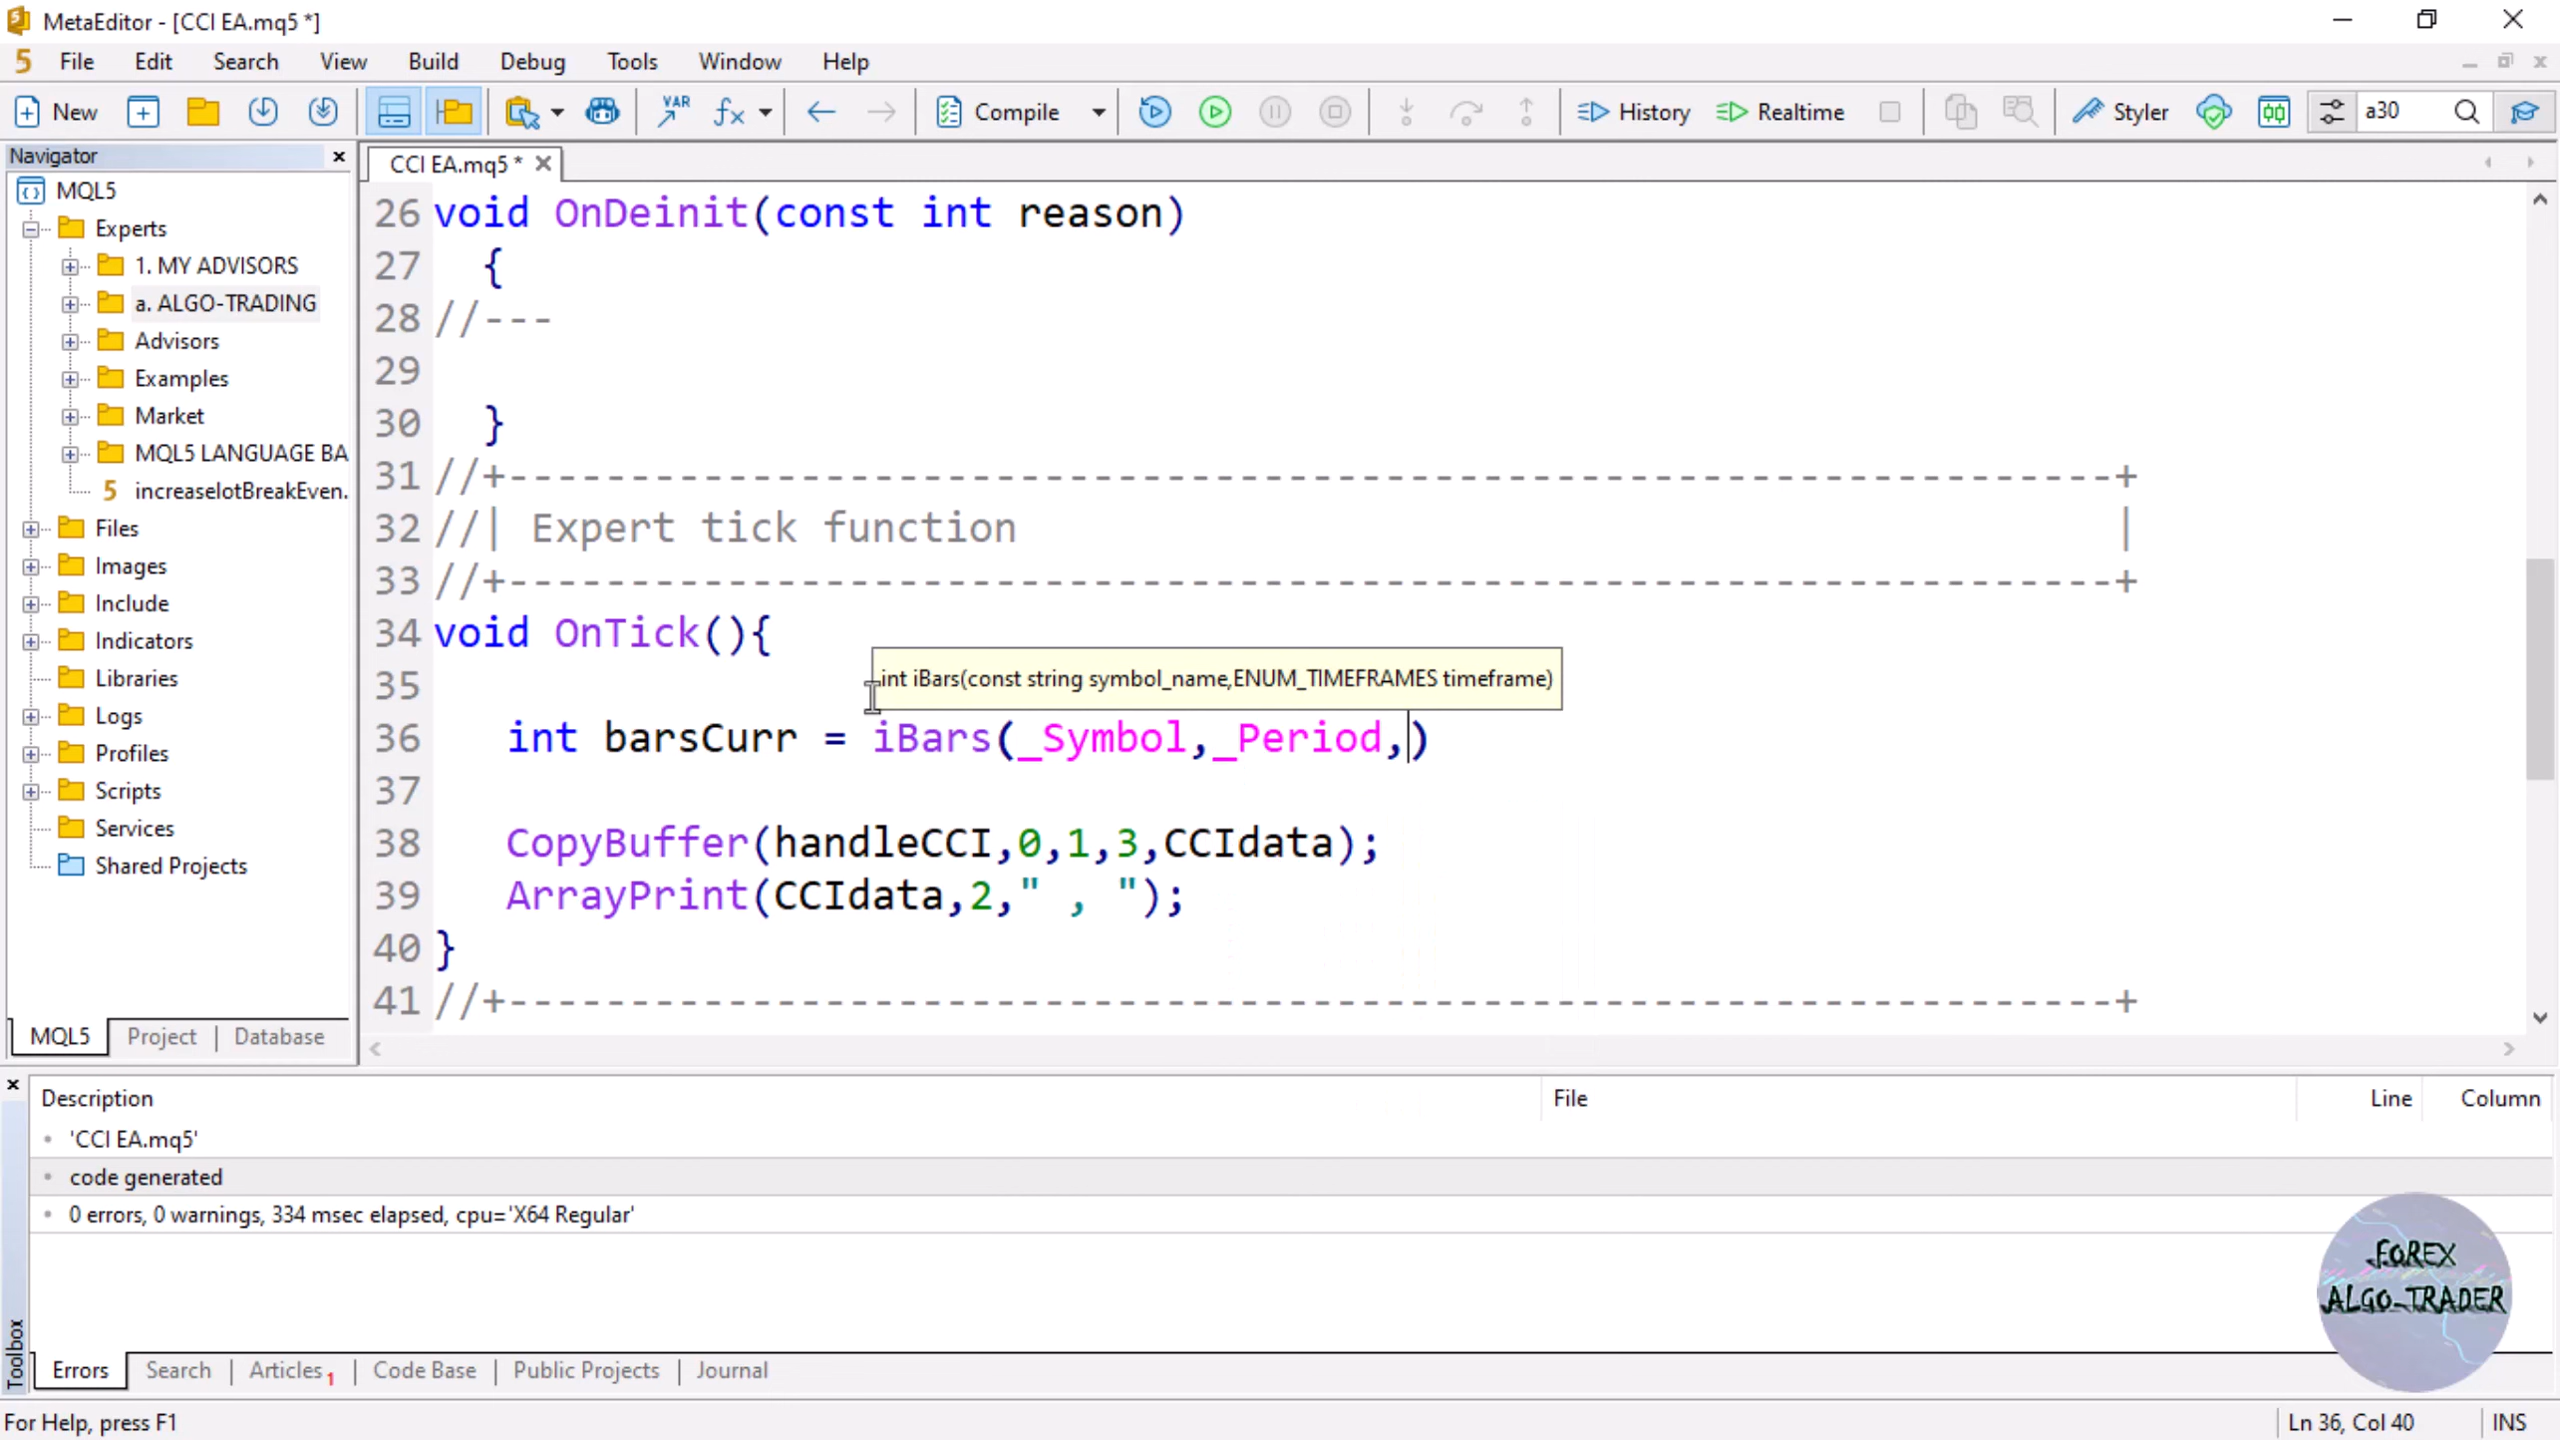 MetaEditor - [CCI EA.mq5 *]
File Edit Search View Build Debug Tools Window Help
New VAR fx Compile History Realtime Styler a30
Navigator
CCI EA.mq5 *
MQL5
Experts
1. MY ADVISORS
a. ALGO-TRADING
Advisors
Examples
Market
MQL5 LANGUAGE BA
5 increaselotBreakEven.
Files
Images
Include
Indicators
Libraries
Logs
Profiles
Scripts
Services
Shared Projects
MQL5 Project Database
26 void OnDeinit(const int reason)
27 {
28 //---
29
30 }
31 //+------------------------------------------------------------------+
32 //| Expert tick function |
33 //+------------------------------------------------------------------+
34 void OnTick(){
int iBars(const string symbol_name,ENUM_TIMEFRAMES timeframe)
35
36 int barsCurr = iBars(_Symbol,_Period,)
37
38 CopyBuffer(handleCCI,0,1,3,CCIdata);
39 ArrayPrint(CCIdata,2," , ");
40 }
41 //+------------------------------------------------------------------+
Description File Line Column
'CCI EA.mq5'
code generated
0 errors, 0 warnings, 334 msec elapsed, cpu='X64 Regular'
FOREX
ALGO-TRADER
Toolbox
Errors Search Articles 1 Code Base Public Projects Journal
For Help, press F1 Ln 36, Col 40 INS